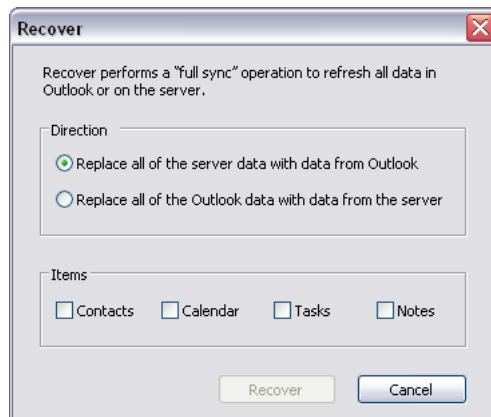 Recover
Recover performs a "full sync" operation to refresh all data in
Outlook or on the server.
Direction
Replace all of the server data with data from Outlook
Replace all of the Outlook data with data from the server
Items
Contacts Calendar Tasks Notes
Recover Cancel